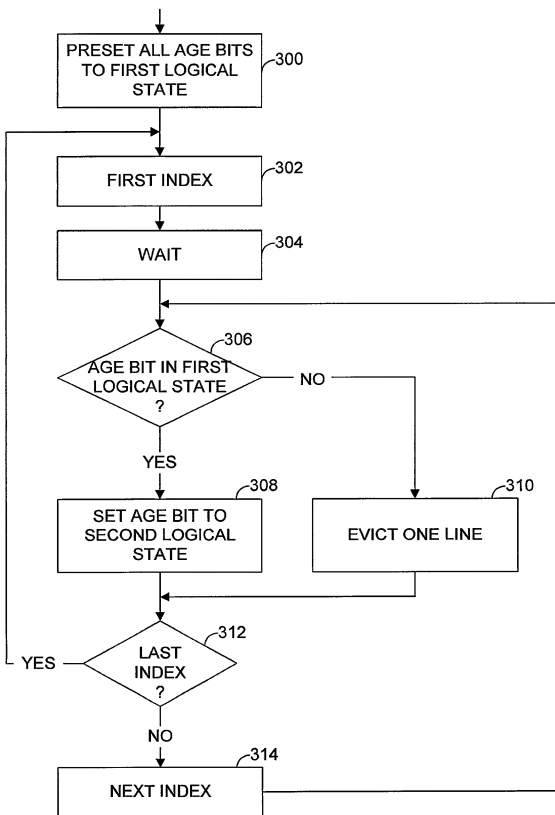 PRESET ALL AGE BITS
TO FIRST LOGICAL
STATE
300
FIRST INDEX
302
WAIT
304
306
AGE BIT IN FIRST
LOGICAL STATE
?
NO
YES
308
SET AGE BIT TO
SECOND LOGICAL
STATE
310
EVICT ONE LINE
312
LAST
INDEX
?
YES
NO
314
NEXT INDEX